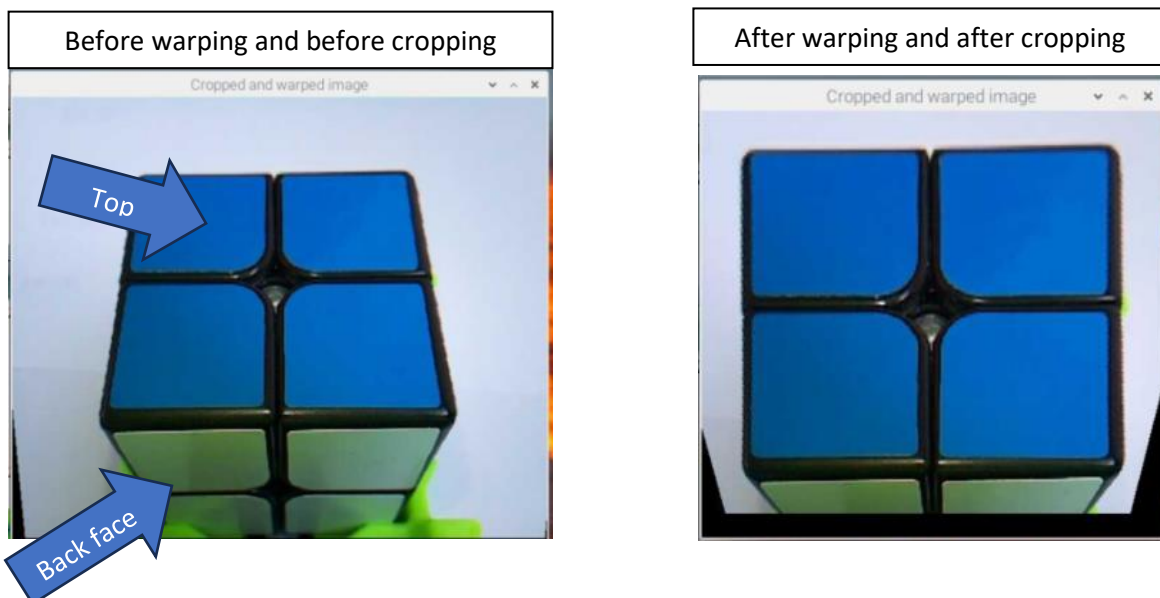 Before warping and before cropping
After warping and after cropping
Cropped and warped image
Cropped and warped image
Top
Back face